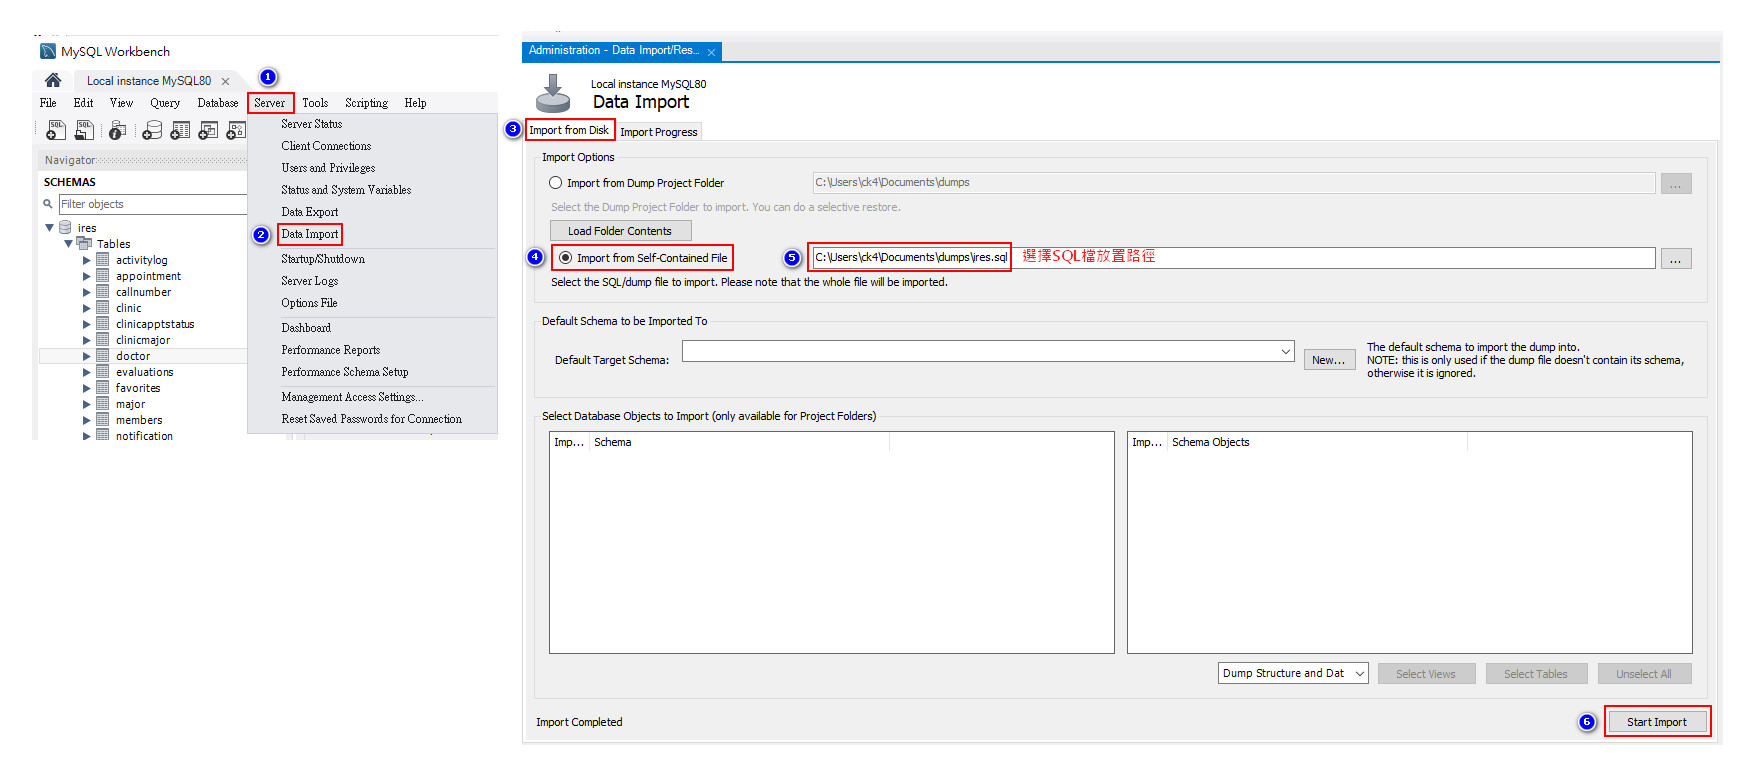 MySQL Workbench
Local instance MySQL80 ×
1
File Edit View Query Database Server Tools Scripting Help
Navigator
SCHEMAS
Filter objects
ires
Tables
activitylog
appointment
callnumber
clinic
clinicapptstatus
clinicmajor
doctor
evaluations
favorites
major
members
notification
Server Status
Client Connections
Users and Privileges
Status and System Variables
Data Export
2 Data Import
Startup/Shutdown
Server Logs
Options File
Dashboard
Performance Reports
Performance Schema Setup
Management Access Settings...
Reset Saved Passwords for Connection
Administration - Data Import/Res... ×
Local instance MySQL80
Data Import
3 Import from Disk Import Progress
Import Options
Import from Dump Project Folder C:\Users\ck4\Documents\dumps ...
Select the Dump Project Folder to import. You can do a selective restore.
Load Folder Contents
4 Import from Self-Contained File 5 C:\Users\ck4\Documents\dumps\ires.sql 選擇SQL檔放置路徑 ...
Select the SQL/dump file to import. Please note that the whole file will be imported.
Default Schema to be Imported To
Default Target Schema: New...
The default schema to import the dump into.
NOTE: this is only used if the dump file doesn't contain its schema,
otherwise it is ignored.
Select Database Objects to Import (only available for Project Folders)
Imp... Schema
Imp... Schema Objects
Dump Structure and Dat Select Views Select Tables Unselect All
Import Completed
6 Start Import